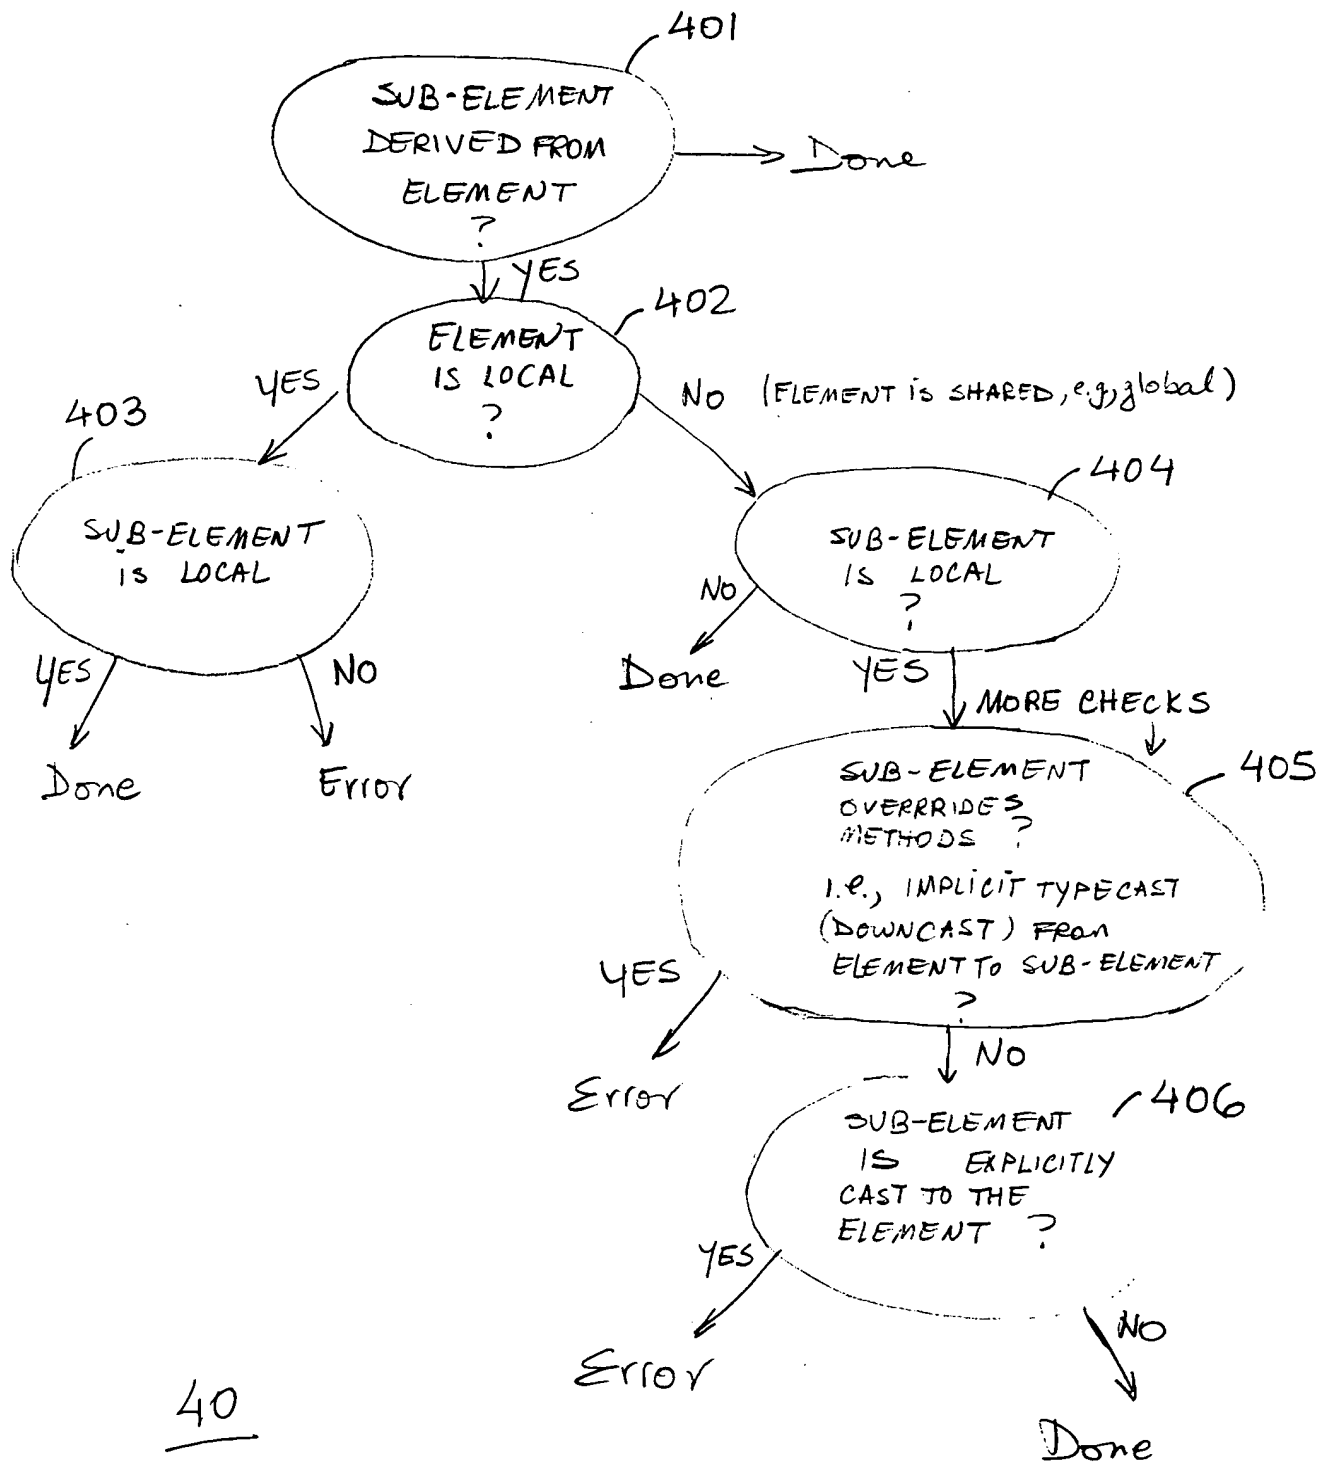 401
SUB-ELEMENT
DERIVED FROM
ELEMENT
?
Done
YES
402
ELEMENT
IS LOCAL
?
YES
NO (ELEMENT is SHARED, e.g, global)
403
SUB-ELEMENT
is LOCAL
YES
NO
Done
Error
404
SUB-ELEMENT
IS LOCAL
?
NO
Done
YES
MORE CHECKS
405
SUB-ELEMENT
OVERRRIDES
METHODS ?
i.e., IMPLICIT TYPECAST
(DOWNCAST) FROM
ELEMENT TO SUB-ELEMENT
?
YES
Error
NO
406
SUB-ELEMENT
IS EXPLICITLY
CAST TO THE
ELEMENT ?
YES
Error
NO
Done
40